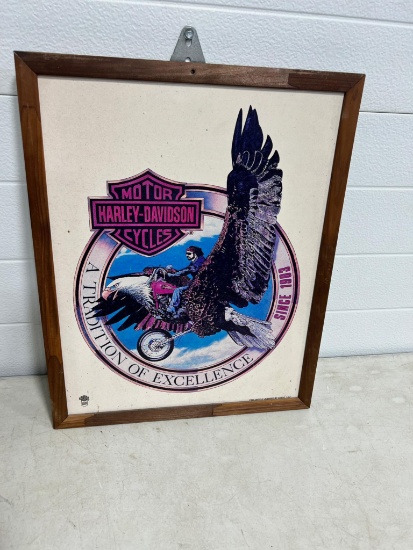 MOTOR
HARLEY-DAVIDSON
CYCLES
A TRADITION OF EXCELLENCE
SINCE 1903